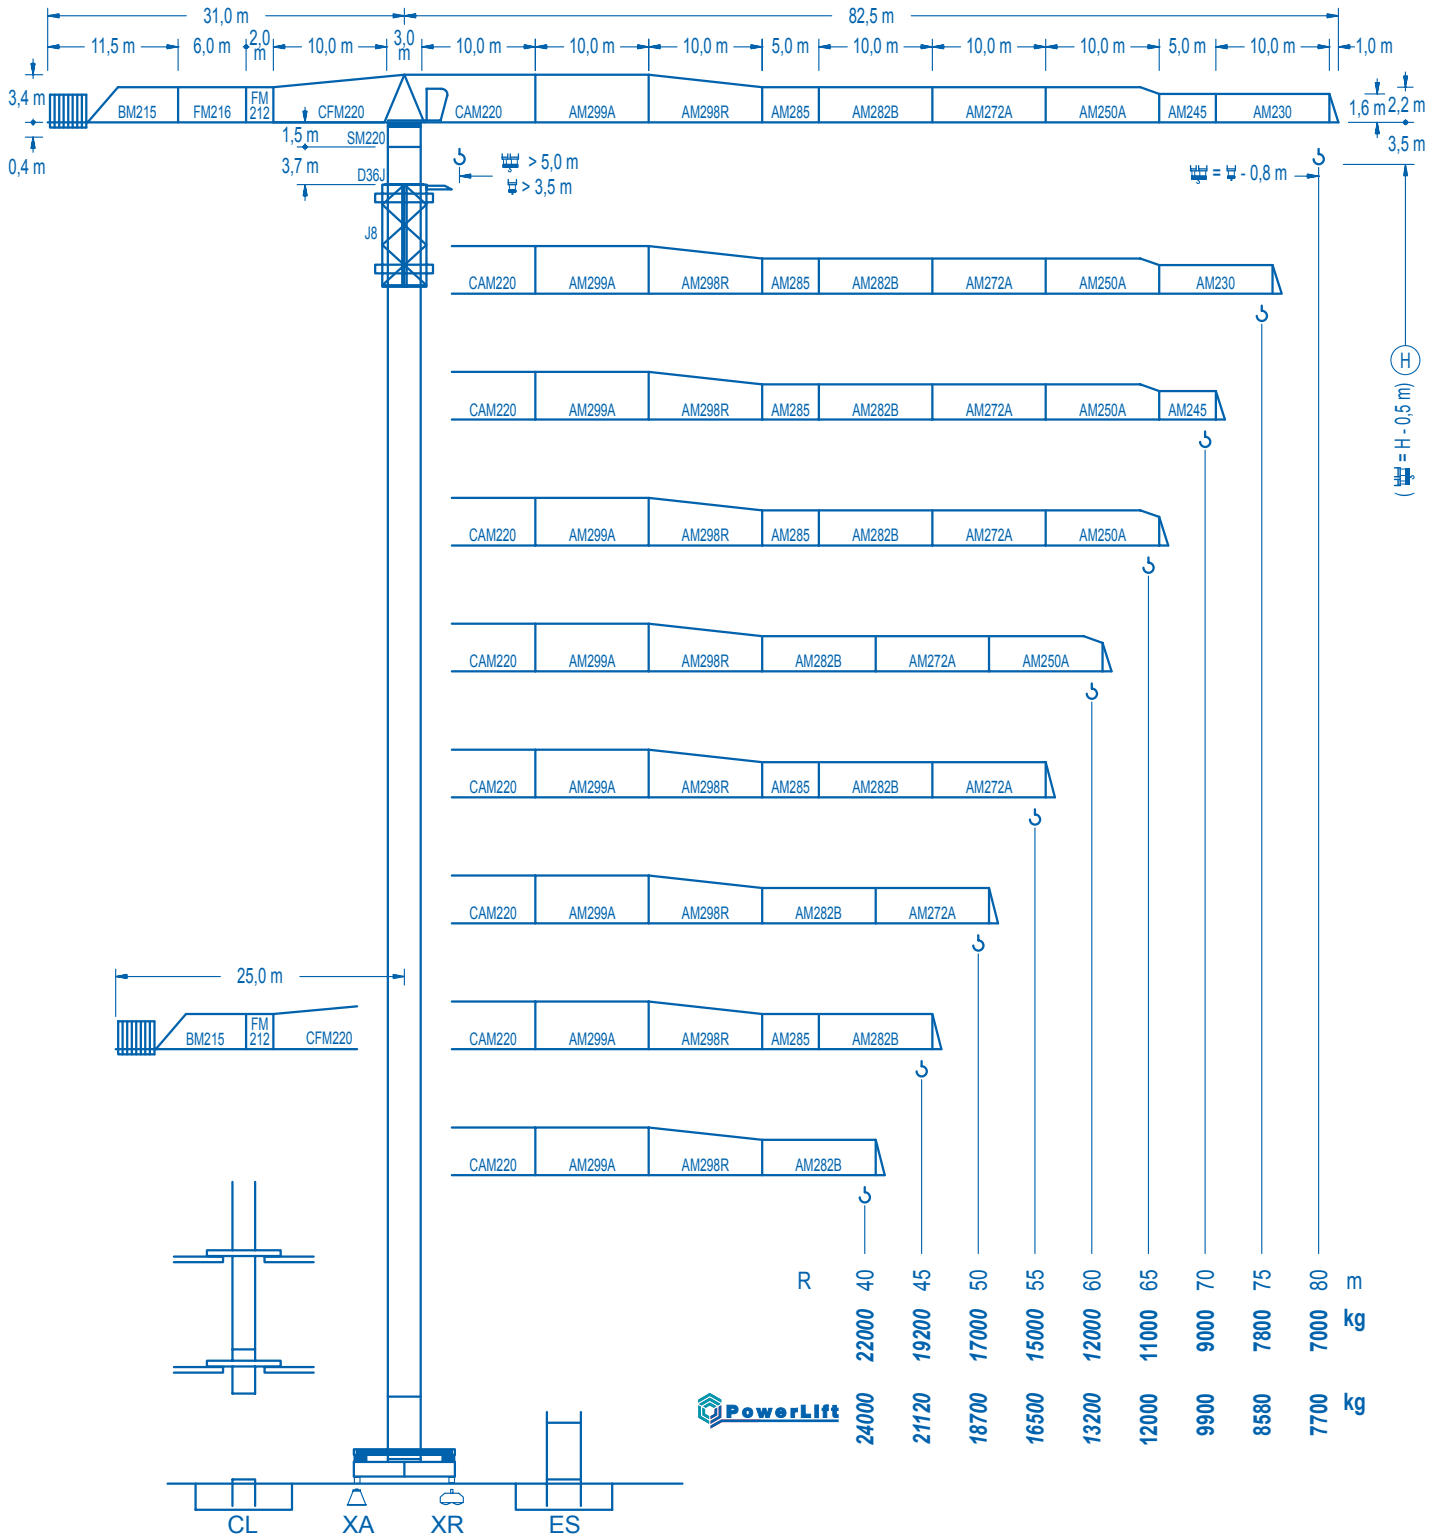 31,0 m
82,5 m
11,5 m
6,0 m
2,0
m
10,0 m
3,0
m
10,0 m
10,0 m
10,0 m
5,0 m
10,0 m
10,0 m
10,0 m
5,0 m
10,0 m
1,0 m
3,4 m
0,4 m
BM215
FM216
FM
212
CFM220
CAM220
AM299A
AM298R
AM285
AM282B
AM272A
AM250A
AM245
AM230
1,6 m
2,2 m
3,5 m
1,5 m
SM220
3,7 m
D36J
J8
> 5,0 m
> 3,5 m
= - 0,8 m
H
( = H - 0,5 m)
CAM220
AM299A
AM298R
AM285
AM282B
AM272A
AM250A
AM230
CAM220
AM299A
AM298R
AM285
AM282B
AM272A
AM250A
AM245
CAM220
AM299A
AM298R
AM285
AM282B
AM272A
AM250A
CAM220
AM299A
AM298R
AM282B
AM272A
AM250A
CAM220
AM299A
AM298R
AM285
AM282B
AM272A
CAM220
AM299A
AM298R
AM282B
AM272A
25,0 m
BM215
FM
212
CFM220
CAM220
AM299A
AM298R
AM285
AM282B
CAM220
AM299A
AM298R
AM282B
R 40 45 50 55 60 65 70 75 80 m
22000 19200 17000 15000 12000 11000 9000 7800 7000 kg
PowerLift 24000 21120 18700 16500 13200 12000 9900 8580 7700 kg
CL XA XR ES